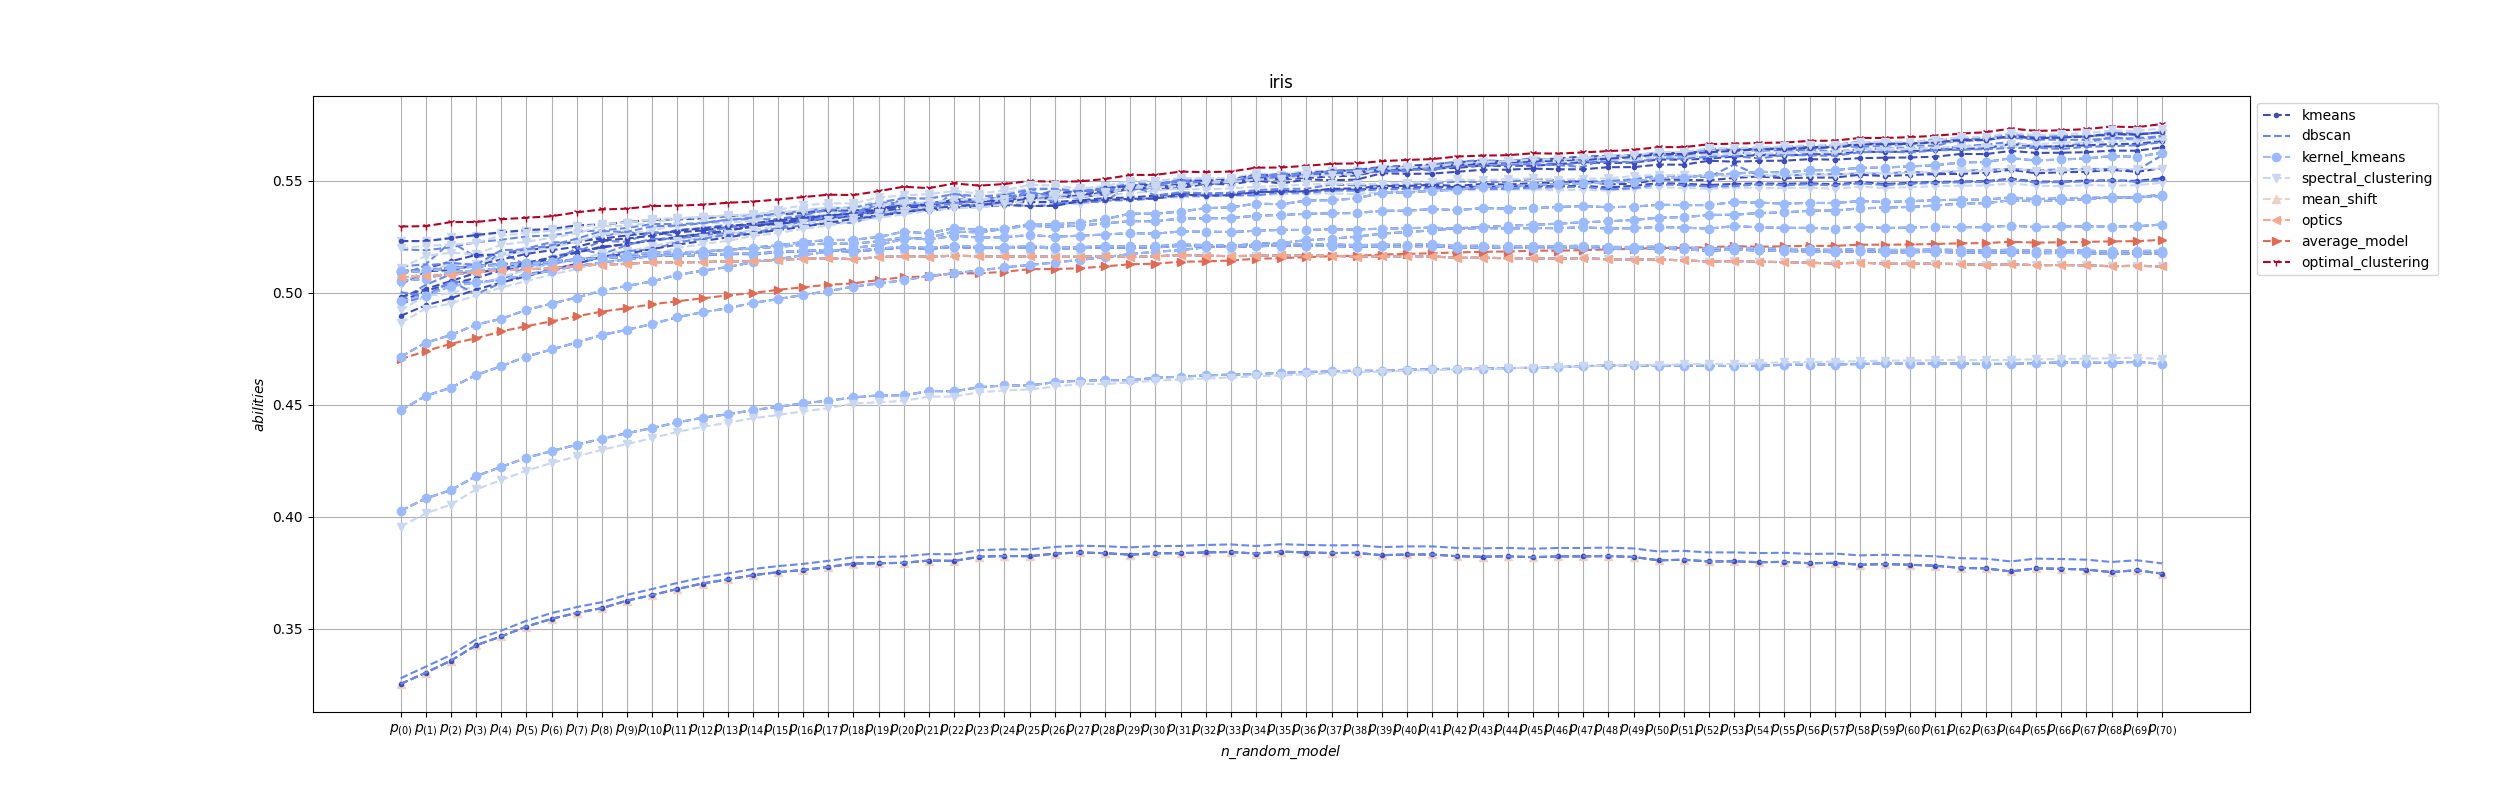 iris
0.55
0.50
0.45
0.40
0.35
abilities
kmeans
dbscan
kernel_kmeans
spectral_clustering
mean_shift
optics
average_model
optimal_clustering
p(0) p(1) p(2) p(3) p(4) p(5) p(6) p(7) p(8) p(9) p(10) p(11) p(12) p(13) p(14) p(15) p(16) p(17) p(18) p(19) p(20) p(21) p(22) p(23) p(24) p(25) p(26) p(27) p(28) p(29) p(30) p(31) p(32) p(33) p(34) p(35) p(36) p(37) p(38) p(39) p(40) p(41) p(42) p(43) p(44) p(45) p(46) p(47) p(48) p(49) p(50) p(51) p(52) p(53) p(54) p(55) p(56) p(57) p(58) p(59) p(60) p(61) p(62) p(63) p(64) p(65) p(66) p(67) p(68) p(69) p(70)
n_random_model